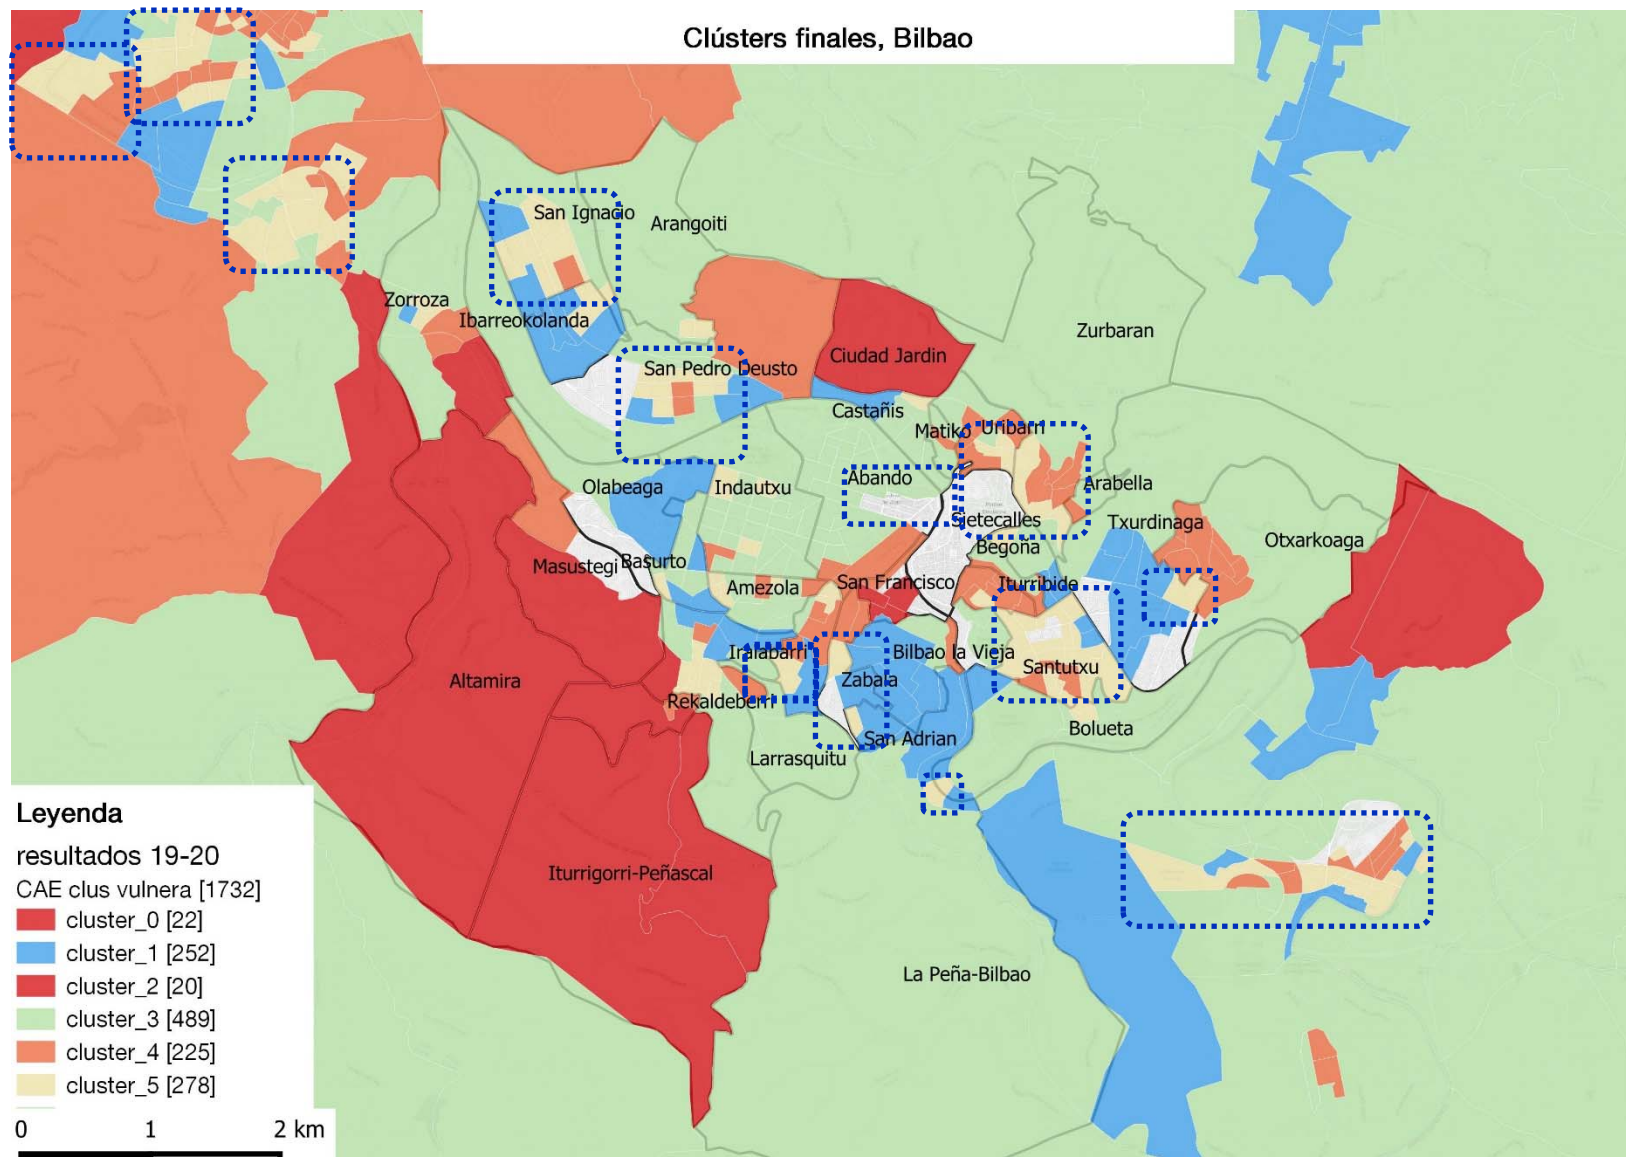 Clústers finales, Bilbao
San Ignacio
Arangoiti
Zorroza
Ibarreokolanda
Zurbaran
Ciudad Jardin
San Pedro Deusto
Castañis
Matiko
Uribarri
Abando
Arabella
Olabeaga
Indautxu
Sietecalles
Txurdinaga
Begoña
Otxarkoaga
Masustegi
Basurto
Amezola
San Francisco
Iturribide
Iralabarri
Bilbao la Vieja
Santutxu
Altamira
Zabala
Rekaldeberri
San Adrian
Bolueta
Larrasquitu
Iturrigorri-Peñascal
La Peña-Bilbao
Leyenda
resultados 19-20
CAE clus vulnera [1732]
cluster_0 [22]
cluster_1 [252]
cluster_2 [20]
cluster_3 [489]
cluster_4 [225]
cluster_5 [278]
0 1 2 km